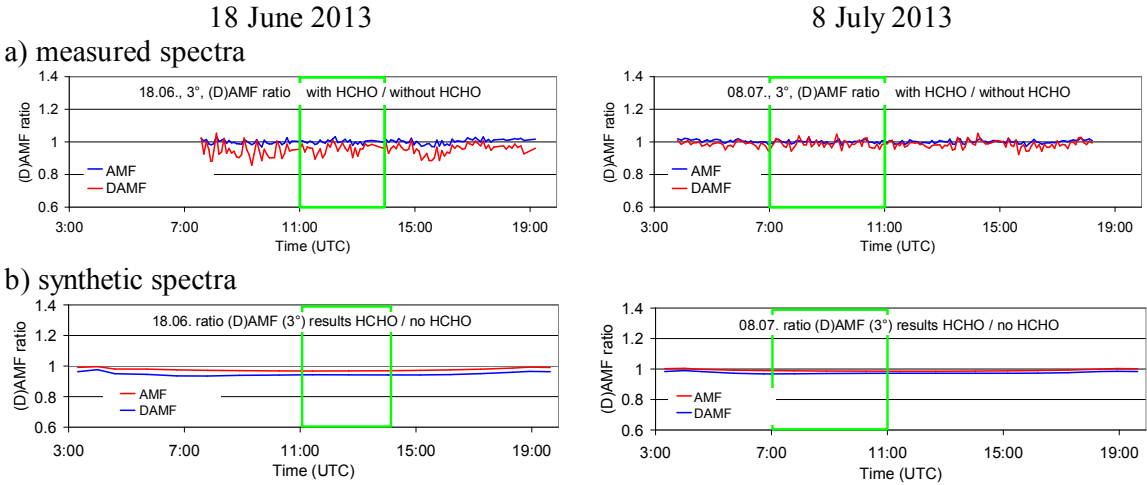 18 June 2013
8 July 2013
a) measured spectra
(D)AMF ratio
1.4
1.2
1
0.8
0.6
18.06., 3°, (D)AMF ratio with HCHO / without HCHO
AMF
DAMF
3:00 7:00 11:00 15:00 19:00
Time (UTC)
(D)AMF ratio
1.4
1.2
1
0.8
0.6
08.07., 3°, (D)AMF ratio with HCHO / without HCHO
AMF
DAMF
3:00 7:00 11:00 15:00 19:00
Time (UTC)
b) synthetic spectra
(D)AMF ratio
1.4
1.2
1
0.8
0.6
18.06. ratio (D)AMF (3°) results HCHO / no HCHO
AMF
DAMF
3:00 7:00 11:00 15:00 19:00
Time (UTC)
(D)AMF ratio
1.4
1.2
1
0.8
0.6
08.07. ratio (D)AMF (3°) results HCHO / no HCHO
AMF
DAMF
3:00 7:00 11:00 15:00 19:00
Time (UTC)